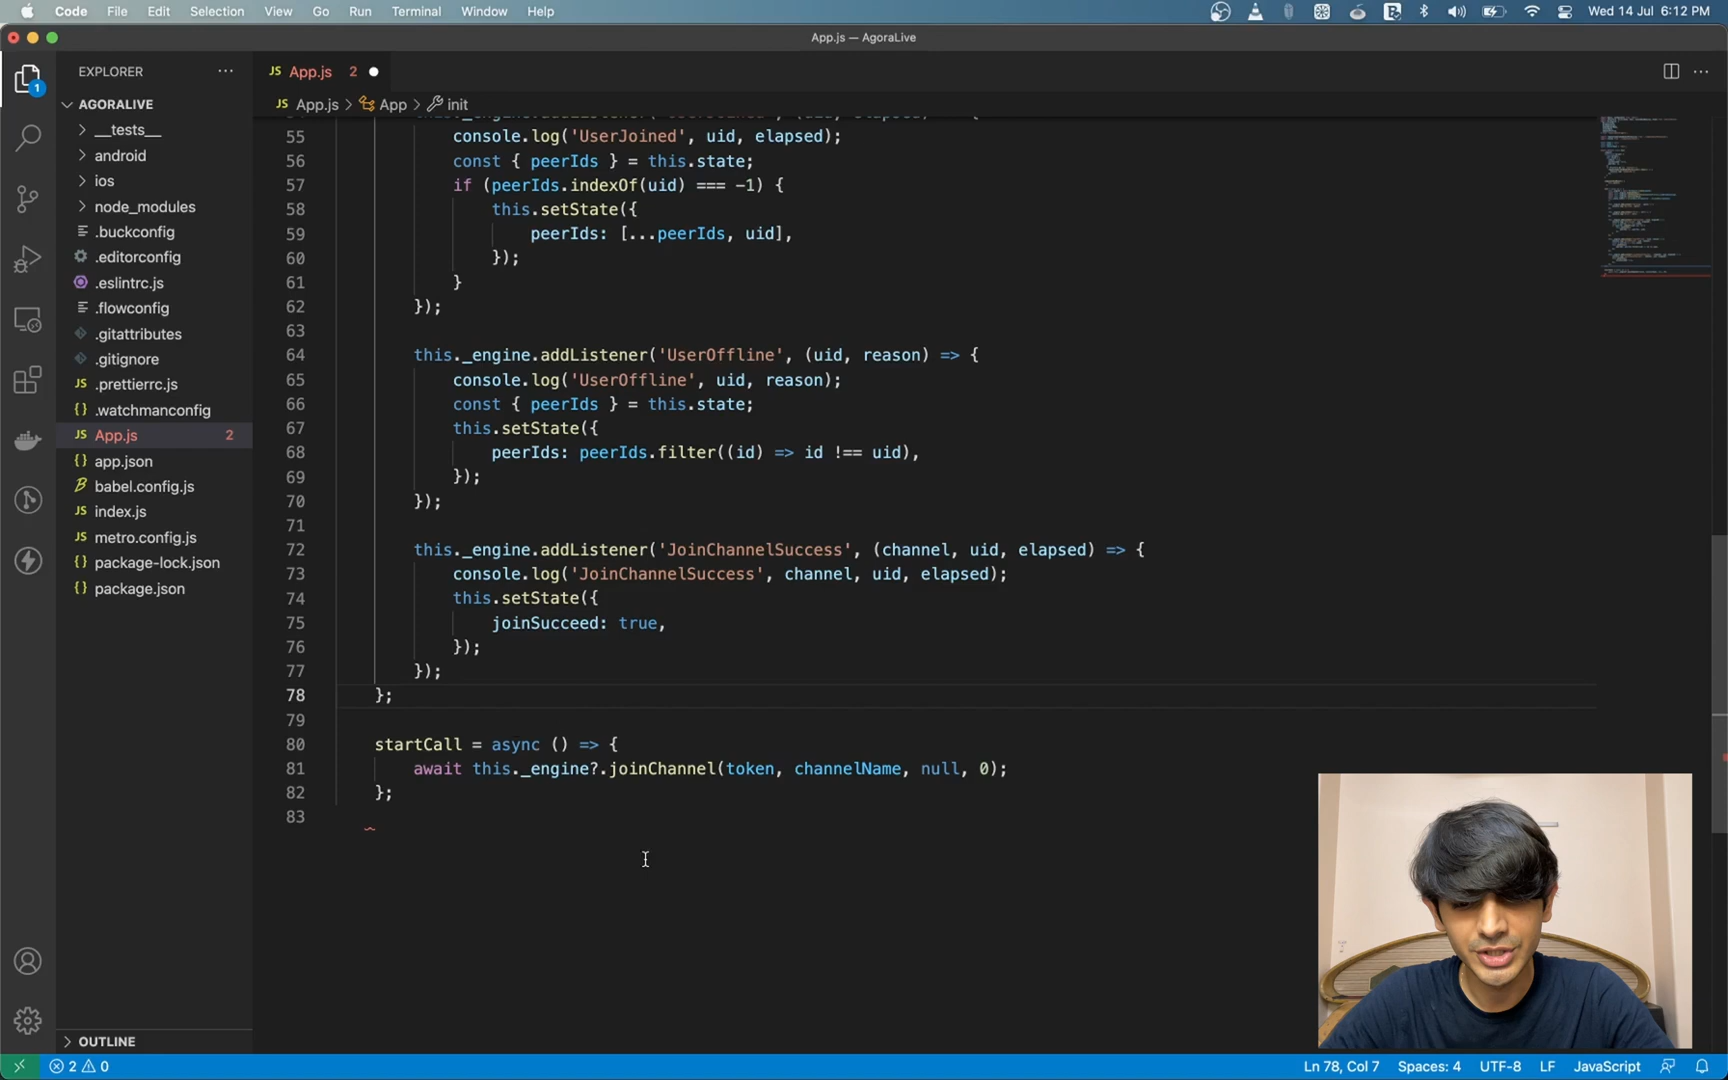 Code File Edit Selection View Go Run Terminal Window Help Wed 14 Jul 6:12 PM
App.js — AgoraLive
EXPLORER ···
JS App.js 2
1
AGORALIVE
JS App.js > App > init
__tests__
android
ios
node_modules
.buckconfig
.editorconfig
.eslintrc.js
.flowconfig
.gitattributes
.gitignore
JS .prettierrc.js
{} .watchmanconfig
JS App.js 2
{} app.json
babel.config.js
JS index.js
JS metro.config.js
{} package-lock.json
{} package.json
OUTLINE
55 console.log('UserJoined', uid, elapsed);
56 const { peerIds } = this.state;
57 if (peerIds.indexOf(uid) === -1) {
58 this.setState({
59 peerIds: [...peerIds, uid],
60 });
61 }
62 });
63
64 this._engine.addListener('UserOffline', (uid, reason) => {
65 console.log('UserOffline', uid, reason);
66 const { peerIds } = this.state;
67 this.setState({
68 peerIds: peerIds.filter((id) => id !== uid),
69 });
70 });
71
72 this._engine.addListener('JoinChannelSuccess', (channel, uid, elapsed) => {
73 console.log('JoinChannelSuccess', channel, uid, elapsed);
74 this.setState({
75 joinSucceed: true,
76 });
77 });
78 };
79
80 startCall = async () => {
81 await this._engine?.joinChannel(token, channelName, null, 0);
82 };
83
2 0 Ln 78, Col 7 Spaces: 4 UTF-8 LF JavaScript